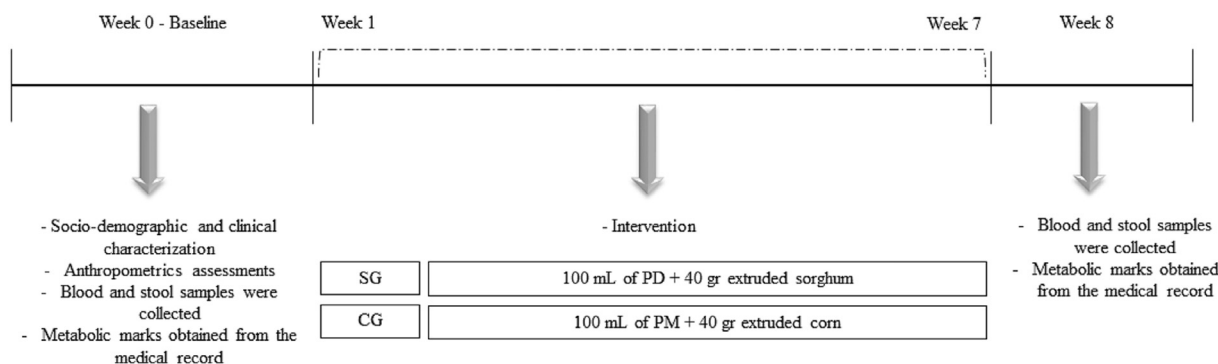 Week 0 - Baseline
Week 1
Week 7
Week 8
- Socio-demographic and clinical
characterization
- Anthropometrics assessments
- Blood and stool samples were
collected
- Metabolic marks obtained from the
medical record
- Intervention
SG
100 mL of PD + 40 gr extruded sorghum
CG
100 mL of PM + 40 gr extruded corn
- Blood and stool samples
were collected
- Metabolic marks obtained
from the medical record